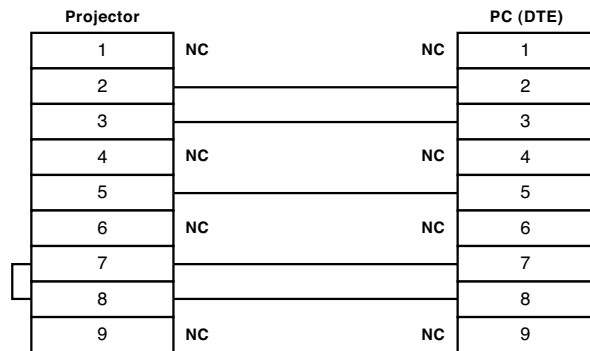 Projector PC (DTE)
1 NC NC 1
2 2
3 3
4 NC NC 4
5 5
6 NC NC 6
7 7
8 8
9 NC NC 9